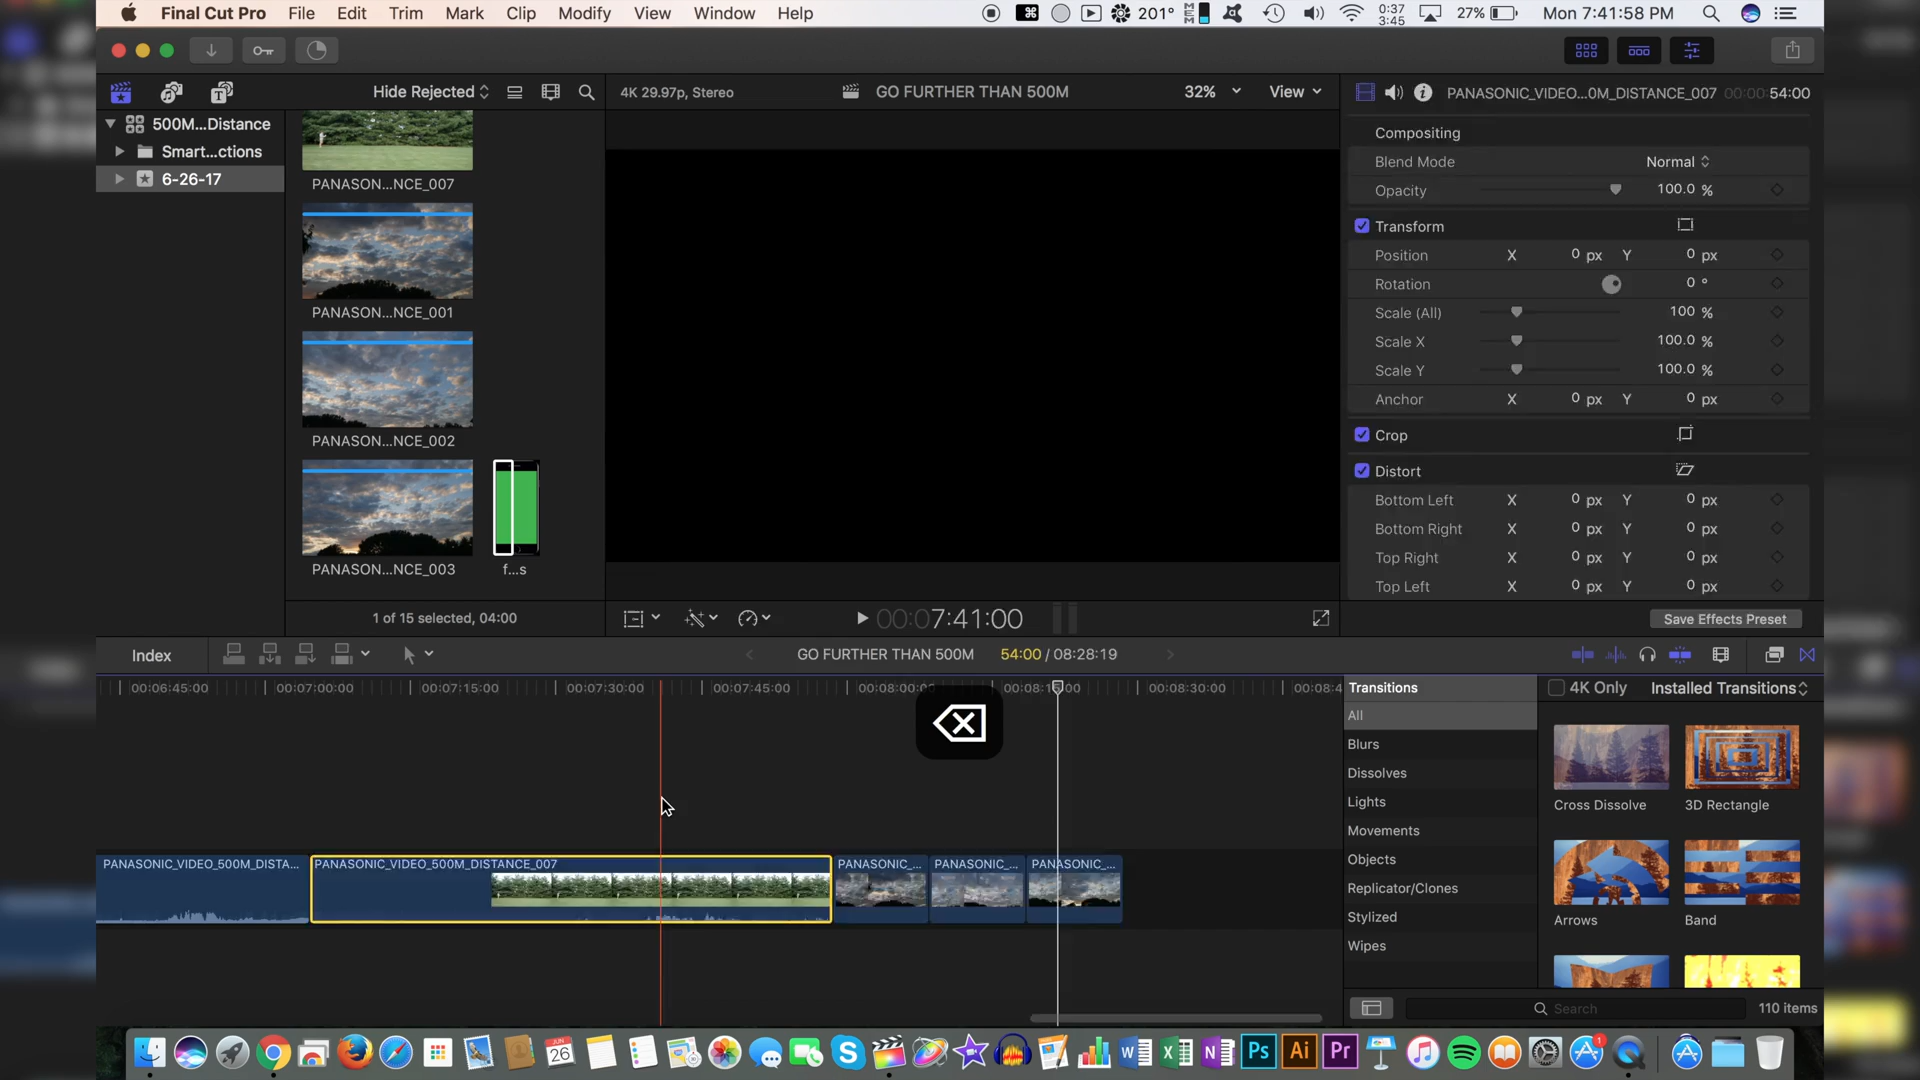 Final Cut Pro File Edit Trim Mark Clip Modify View Window Help 201° 0:37 3:45 27% Mon 7:41:58 PM
Hide Rejected 4K 29.97p, Stereo GO FURTHER THAN 500M 32% View PANASONIC_VIDEO...0M_DISTANCE_007 00:00:54:00
500M...Distance
Smart...ctions
6-26-17
PANASON...NCE_007
PANASON...NCE_001
PANASON...NCE_002
PANASON...NCE_003 f...s
1 of 15 selected, 04:00
00:07:41:00
Compositing
Blend Mode Normal
Opacity 100.0 %
Transform
Position X 0 px Y 0 px
Rotation 0 °
Scale (All) 100 %
Scale X 100.0 %
Scale Y 100.0 %
Anchor X 0 px Y 0 px
Crop
Distort
Bottom Left X 0 px Y 0 px
Bottom Right X 0 px Y 0 px
Top Right X 0 px Y 0 px
Top Left X 0 px Y 0 px
Save Effects Preset
Index GO FURTHER THAN 500M 54:00 / 08:28:19
00:06:45:00 00:07:00:00 00:07:15:00 00:07:30:00 00:07:45:00 00:08:00:00 00:08:15:00 00:08:30:00 00:08:4
PANASONIC_VIDEO_500M_DISTA... PANASONIC_VIDEO_500M_DISTANCE_007 PANASONIC_... PANASONIC_... PANASONIC_...
Transitions 4K Only Installed Transitions
All
Blurs
Dissolves
Lights
Movements
Objects
Replicator/Clones
Stylized
Wipes
Cross Dissolve 3D Rectangle
Arrows Band
Search 110 items
JUN 26 Ps Ai Pr 1